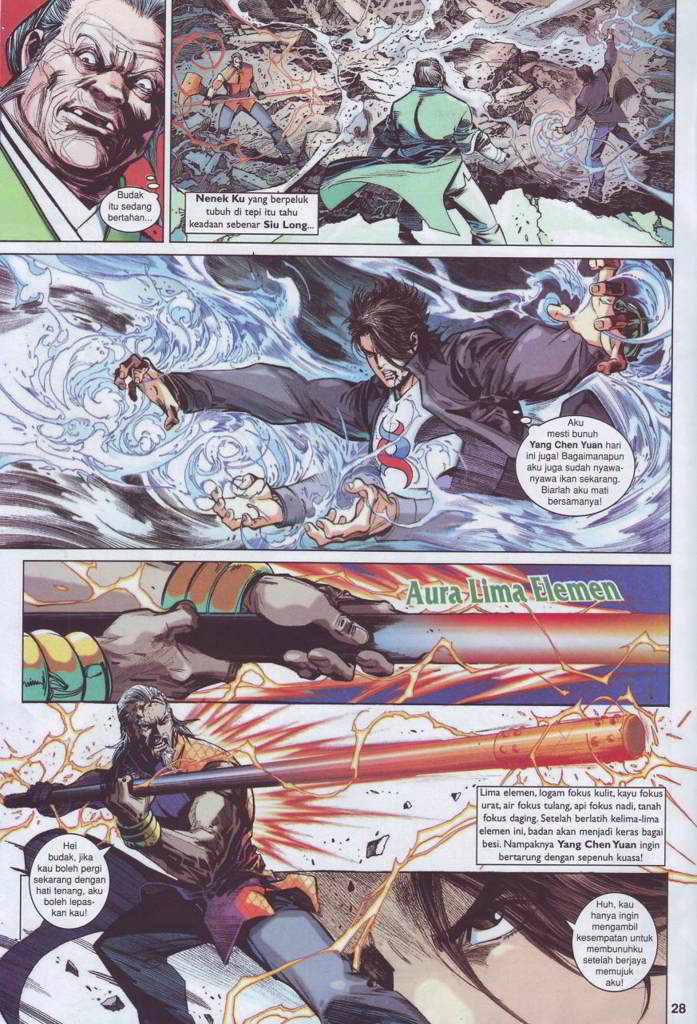 Budak
itu sedang
bertahan...
Nenek Ku yang berpeluk
tubuh di tepi itu tahu
keadaan sebenar Siu Long...
Aku
mesti bunuh
Yang Chen Yuan hari
ini juga! Bagaimanapun
aku juga sudah nyawa-
nyawa ikan sekarang.
Biarlah aku mati
bersamanya!
Aura Lima Elemen
Lima elemen, logam fokus kulit, kayu fokus
urat, air fokus tulang, api fokus nadi, tanah
fokus daging. Setelah berlatih kelima-lima
elemen ini, badan akan menjadi keras bagai
besi. Nampaknya Yang Chen Yuan ingin
bertarung dengan sepenuh kuasa!
Hei
budak, jika
kau boleh pergi
sekarang dengan
hati tenang, aku
boleh lepas-
kan kau!
Huh, kau
hanya ingin
mengambil
kesempatan untuk
membunuhku
setelah berjaya
memujuk
aku!
28